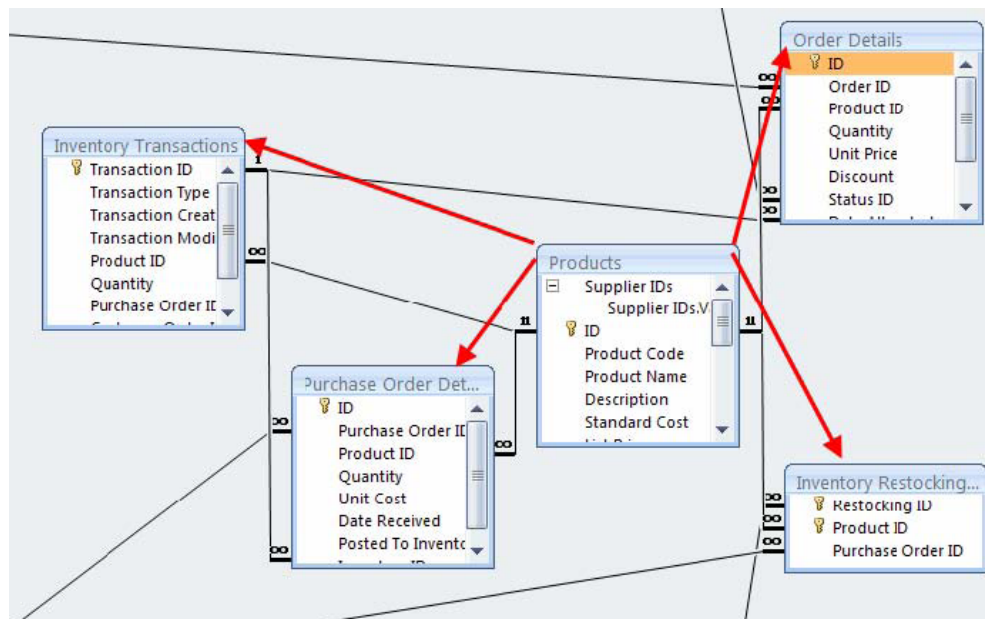 Order Details
ID
Order ID
Product ID
Quantity
Unit Price
Discount
Status ID
Inventory Transactions
Transaction ID
Transaction Type
Transaction Creat
Transaction Modi
Product ID
Quantity
Purchase Order ID
1
∞
∞
∞
∞
∞
Products
Supplier IDs
Supplier IDs.V
ID
Product Code
Product Name
Description
Standard Cost
11
11
Purchase Order Det...
ID
Purchase Order ID
Product ID
Quantity
Unit Cost
Date Received
Posted To Invento
∞
∞
∞
Inventory Restocking...
Restocking ID
Product ID
Purchase Order ID
∞
∞
∞